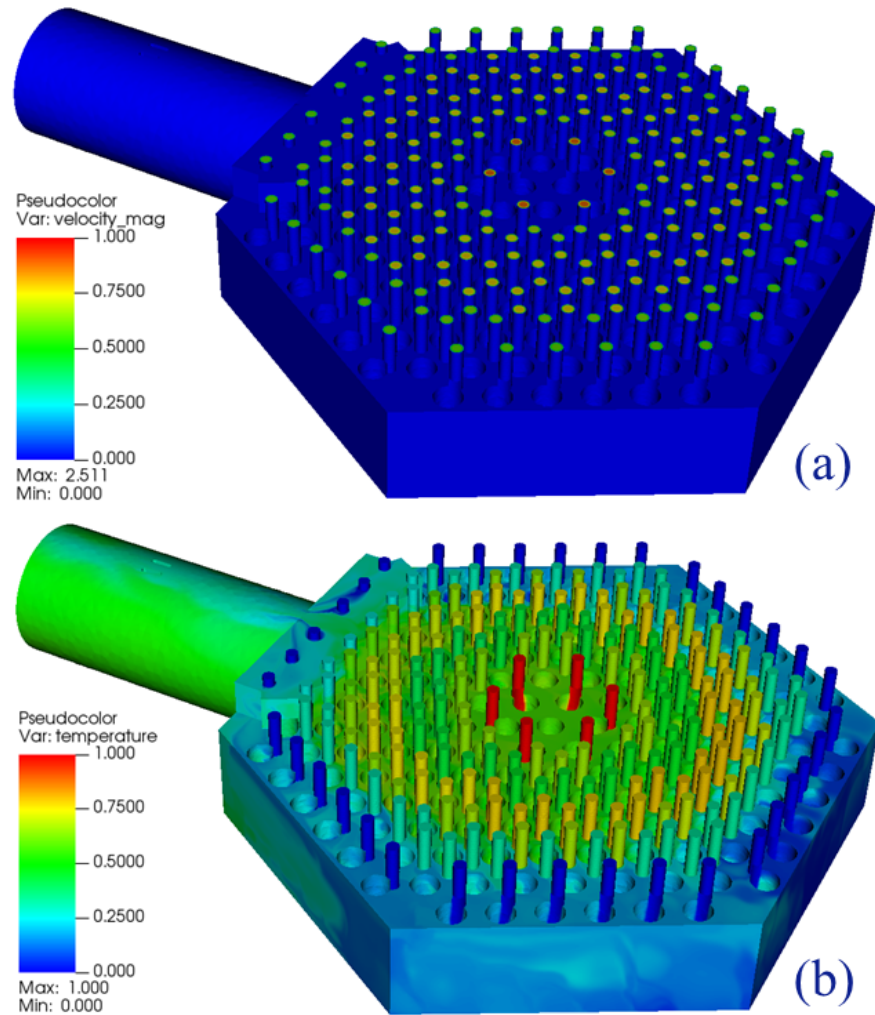 Pseudocolor
Var: velocity_mag
1.000
0.7500
0.5000
0.2500
0.000
Max: 2.511
Min: 0.000
(a)
Pseudocolor
Var: temperature
1.000
0.7500
0.5000
0.2500
0.000
Max: 1.000
Min: 0.000
(b)